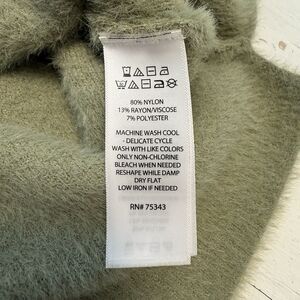 80% NYLON
13% RAYON/VISCOSE
7% POLYESTER
MACHINE WASH COOL
- DELICATE CYCLE
WASH WITH LIKE COLORS
ONLY NON-CHLORINE
BLEACH WHEN NEEDED
RESHAPE WHILE DAMP
DRY FLAT
LOW IRON IF NEEDED
RN# 75343